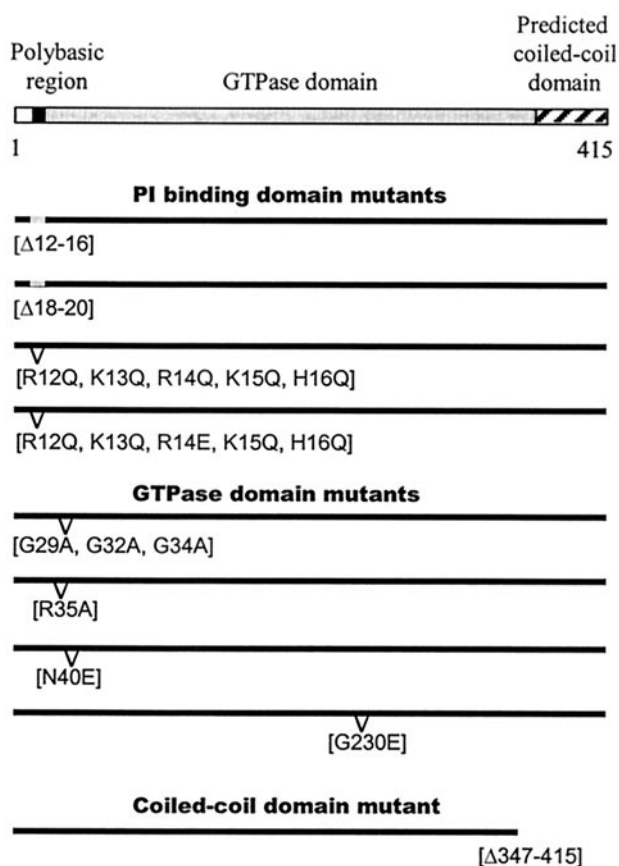 Polybasic
region
GTPase domain
Predicted
coiled-coil
domain
1
415
PI binding domain mutants
[Δ12-16]
[Δ18-20]
[R12Q, K13Q, R14Q, K15Q, H16Q]
[R12Q, K13Q, R14E, K15Q, H16Q]
GTPase domain mutants
[G29A, G32A, G34A]
[R35A]
[N40E]
[G230E]
Coiled-coil domain mutant
[Δ347-415]